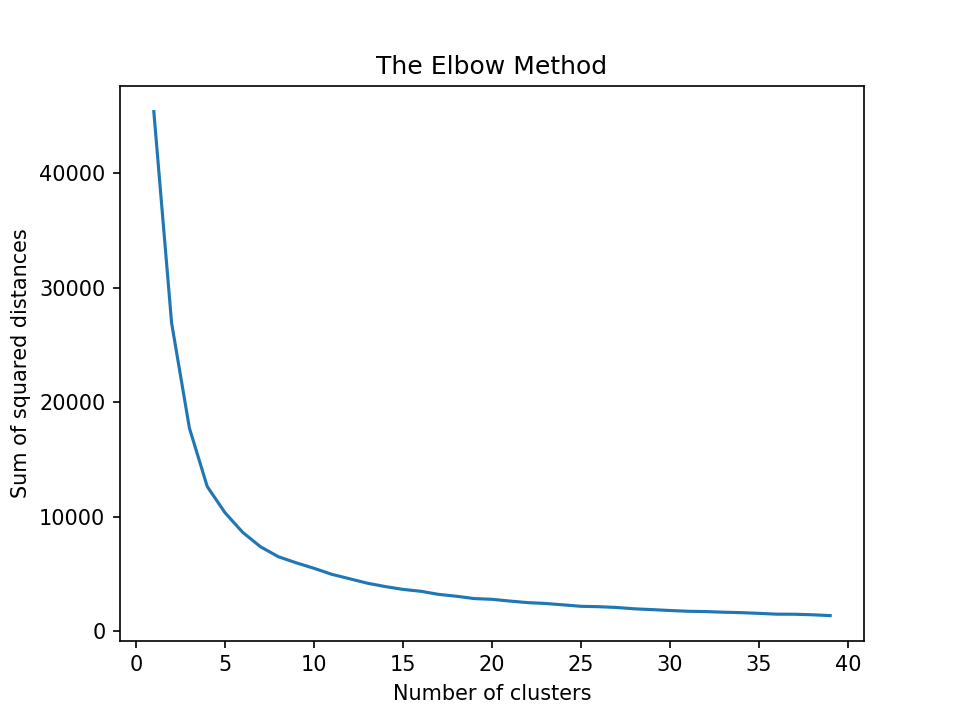 The Elbow Method
Sum of squared distances
40000
30000
20000
10000
0
0 5 10 15 20 25 30 35 40
Number of clusters